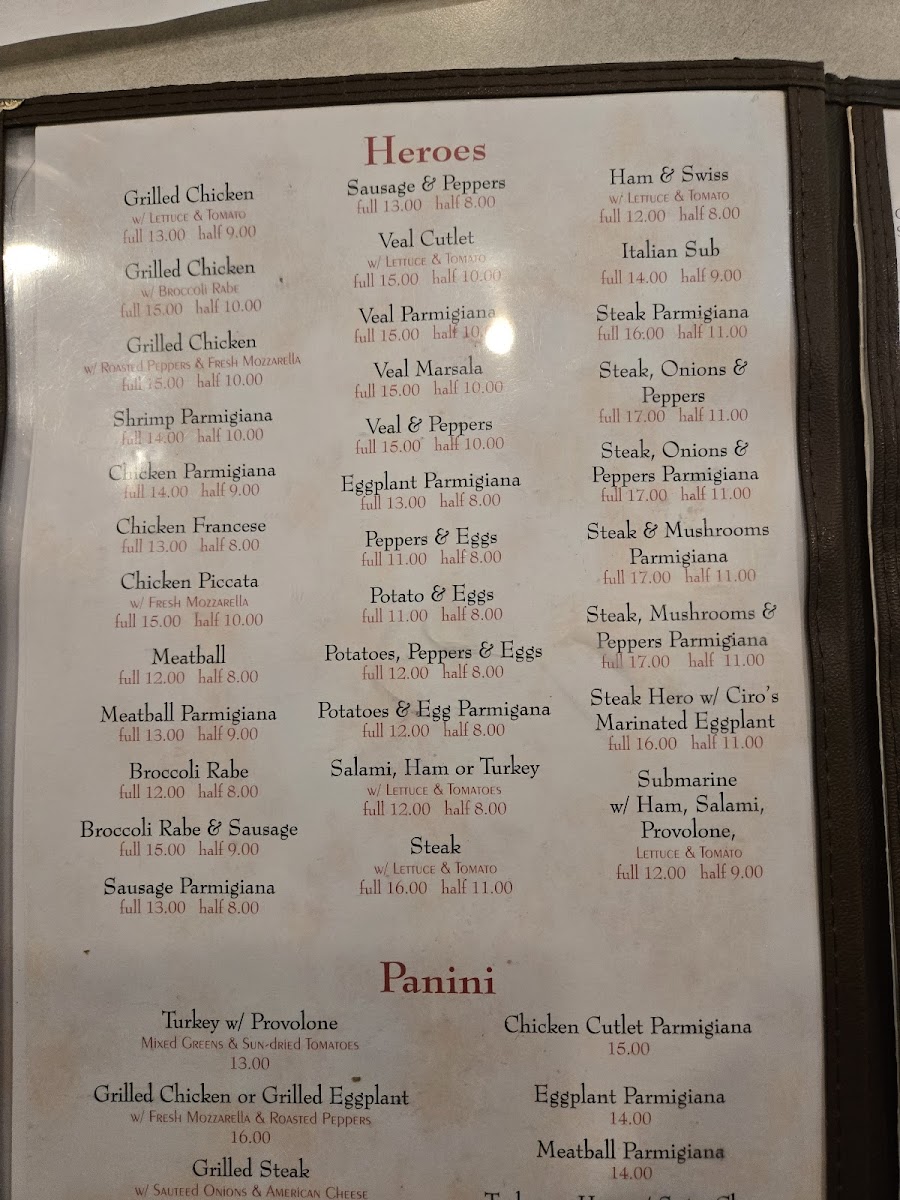 Heroes
Grilled Chicken
w/ Lettuce & Tomato
full 13.00 half 9.00
Grilled Chicken
w/ Broccoli Rabe
full 15.00 half 10.00
Grilled Chicken
w/ Roasted Peppers & Fresh Mozzarella
full 15.00 half 10.00
Shrimp Parmigiana
full 14.00 half 10.00
Chicken Parmigiana
full 14.00 half 9.00
Chicken Francese
full 13.00 half 8.00
Chicken Piccata
w/ Fresh Mozzarella
full 15.00 half 10.00
Meatball
full 12.00 half 8.00
Meatball Parmigiana
full 13.00 half 9.00
Broccoli Rabe
full 12.00 half 8.00
Broccoli Rabe & Sausage
full 15.00 half 9.00
Sausage Parmigiana
full 13.00 half 8.00
Sausage & Peppers
full 13.00 half 8.00
Veal Cutlet
w/ Lettuce & Tomato
full 15.00 half 10.00
Veal Parmigiana
full 15.00 half
Veal Marsala
full 15.00 half 10.00
Veal & Peppers
full 15.00 half 10.00
Eggplant Parmigiana
full 13.00 half 8.00
Peppers & Eggs
full 11.00 half 8.00
Potato & Eggs
full 11.00 half 8.00
Potatoes, Peppers & Eggs
full 12.00 half 8.00
Potatoes & Egg Parmigana
full 12.00 half 8.00
Salami, Ham or Turkey
w/ Lettuce & Tomatoes
full 12.00 half 8.00
Steak
w/ Lettuce & Tomato
full 16.00 half 11.00
Ham & Swiss
w/ Lettuce & Tomato
full 12.00 half 8.00
Italian Sub
full 14.00 half 9.00
Steak Parmigiana
full 16:00 half 11.00
Steak, Onions &
Peppers
full 17.00 half 11.00
Steak, Onions &
Peppers Parmigiana
full 17.00 half 11.00
Steak & Mushrooms
Parmigiana
full 17.00 half 11.00
Steak, Mushrooms &
Peppers Parmigiana
full 17.00 half 11.00
Steak Hero w/ Ciro's
Marinated Eggplant
full 16.00 half 11.00
Submarine
w/ Ham, Salami,
Provolone,
Lettuce & Tomato
full 12.00 half 9.00
Panini
Turkey w/ Provolone
Mixed Greens & Sun-dried Tomatoes
13.00
Grilled Chicken or Grilled Eggplant
w/ Fresh Mozzarella & Roasted Peppers
16.00
Grilled Steak
w/ Sauteed Onions & American Cheese
Chicken Cutlet Parmigiana
15.00
Eggplant Parmigiana
14.00
Meatball Parmigiana
14.00